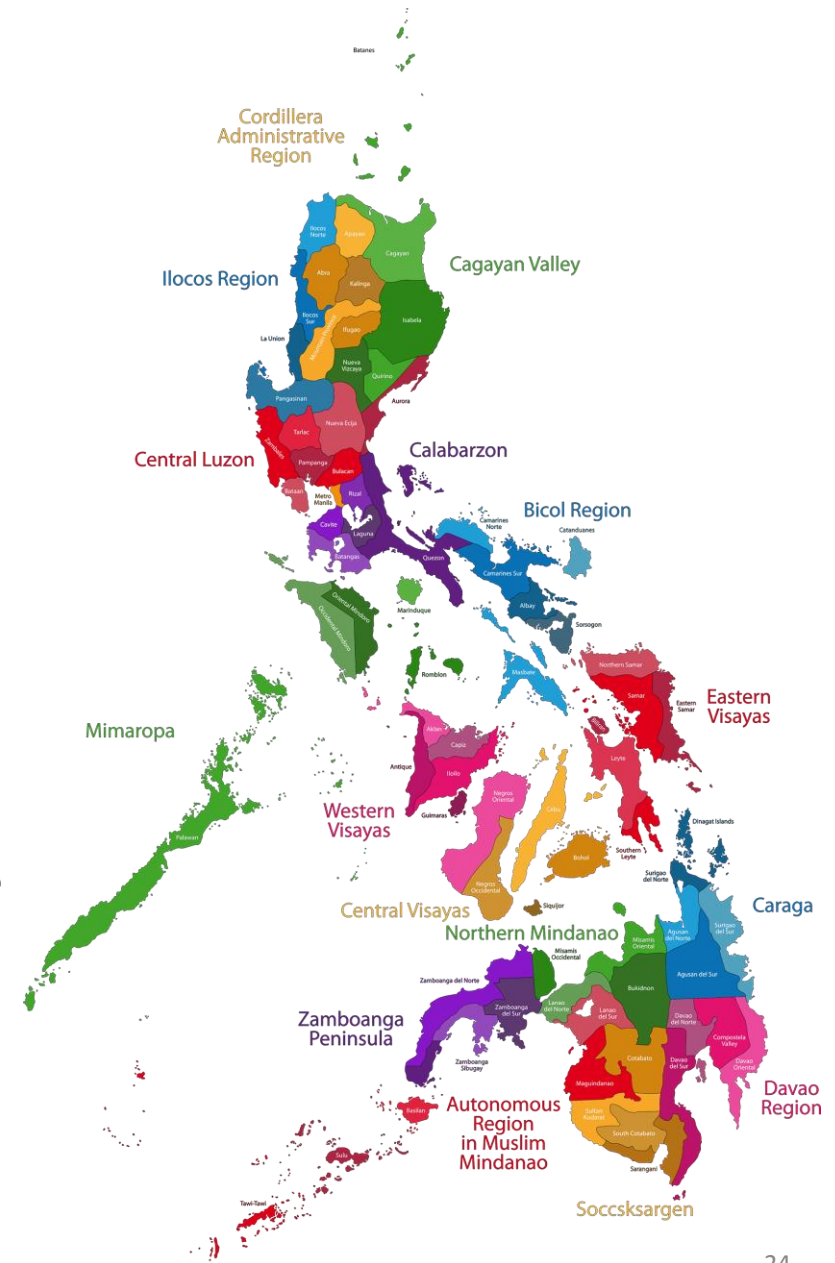 Batanes
Cordillera
Administrative
Region
Ilocos
Norte
Apayao
Cagayan
Cagayan Valley
Ilocos Region
Abra
Kalinga
Ilocos
Sur
Isabela
Mountain Province
Ifugao
La Union
Nueva
Vizcaya
Quirino
Pangasinan
Aurora
Nueva Ecija
Tarlac
Zambales
Central Luzon
Calabarzon
Pampanga
Bulacan
Bataan
Metro
Manila
Rizal
Bicol Region
Cavite
Laguna
Camarines
Norte
Catanduanes
Batangas
Quezon
Camarines Sur
Oriental Mindoro
Occidental Mindoro
Marinduque
Albay
Sorsogon
Romblon
Masbate
Northern Samar
Samar
Eastern
Samar
Eastern
Visayas
Mimaropa
Aklan
Capiz
Biliran
Antique
Iloilo
Leyte
Western
Visayas
Guimaras
Negros
Oriental
Cebu
Dinagat Islands
Palawan
Southern
Leyte
Bohol
Surigao
del Norte
Negros
Occidental
Siquijor
Central Visayas
Caraga
Northern Mindanao
Agusan
del Norte
Surigao
del Sur
Misamis
Oriental
Misamis
Occidental
Agusan del Sur
Zamboanga del Norte
Bukidnon
Zamboanga
Peninsula
Zamboanga
del Sur
Lanao
del Norte
Lanao
del Sur
Davao
del Norte
Compostela
Valley
Zamboanga
Sibugay
Cotabato
Davao
del Sur
Davao
Oriental
Maguindanao
Davao
Region
Basilan
Autonomous
Region
in Muslim
Mindanao
Sultan
Kudarat
South Cotabato
Sulu
Sarangani
Tawi-Tawi
Soccsksargen